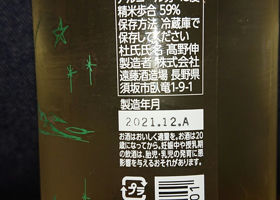 精米歩合 59%
保存方法 冷蔵庫で
保存してください
杜氏氏名 高野伸
製造者 株式会社
遠藤酒造場 長野県
須坂市臥竜1-9-1
製造年月
2021.12.A
お酒はおいしく適量を。お酒は20
歳になってから。妊娠中や授乳期
の飲酒は、胎児・乳児の発育に悪
影響を与えるおそれがあります。